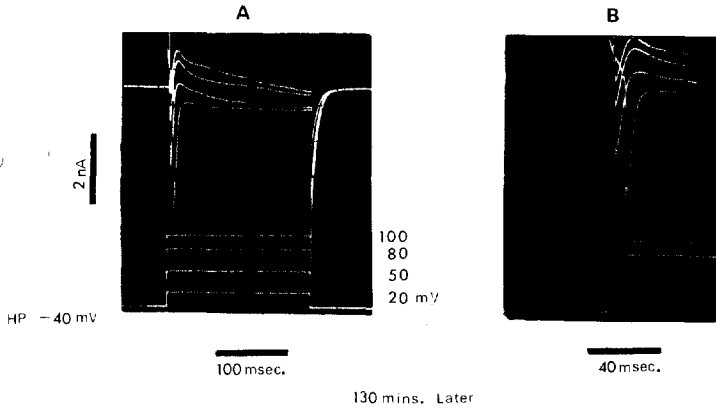 A
B
2 nA
100
80
50
20 mV
HP -40 mV
100 msec.
40 msec.
130 mins. Later